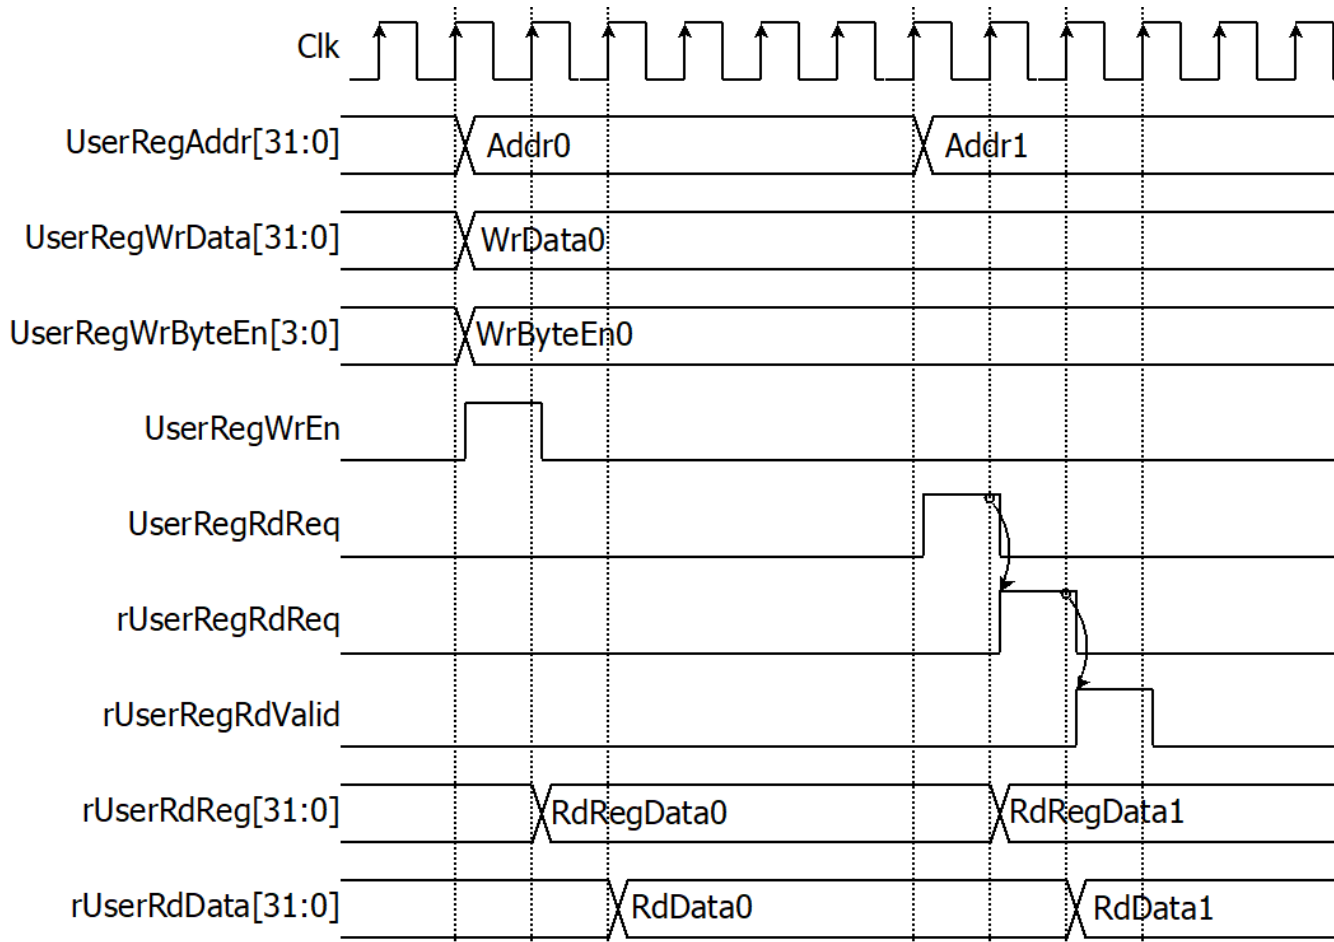 Clk
UserRegAddr[31:0] Addr0 Addr1
UserRegWrData[31:0] WrData0
UserRegWrByteEn[3:0] WrByteEn0
UserRegWrEn
UserRegRdReq
rUserRegRdReq
rUserRegRdValid
rUserRdReg[31:0] RdRegData0 RdRegData1
rUserRdData[31:0] RdData0 RdData1